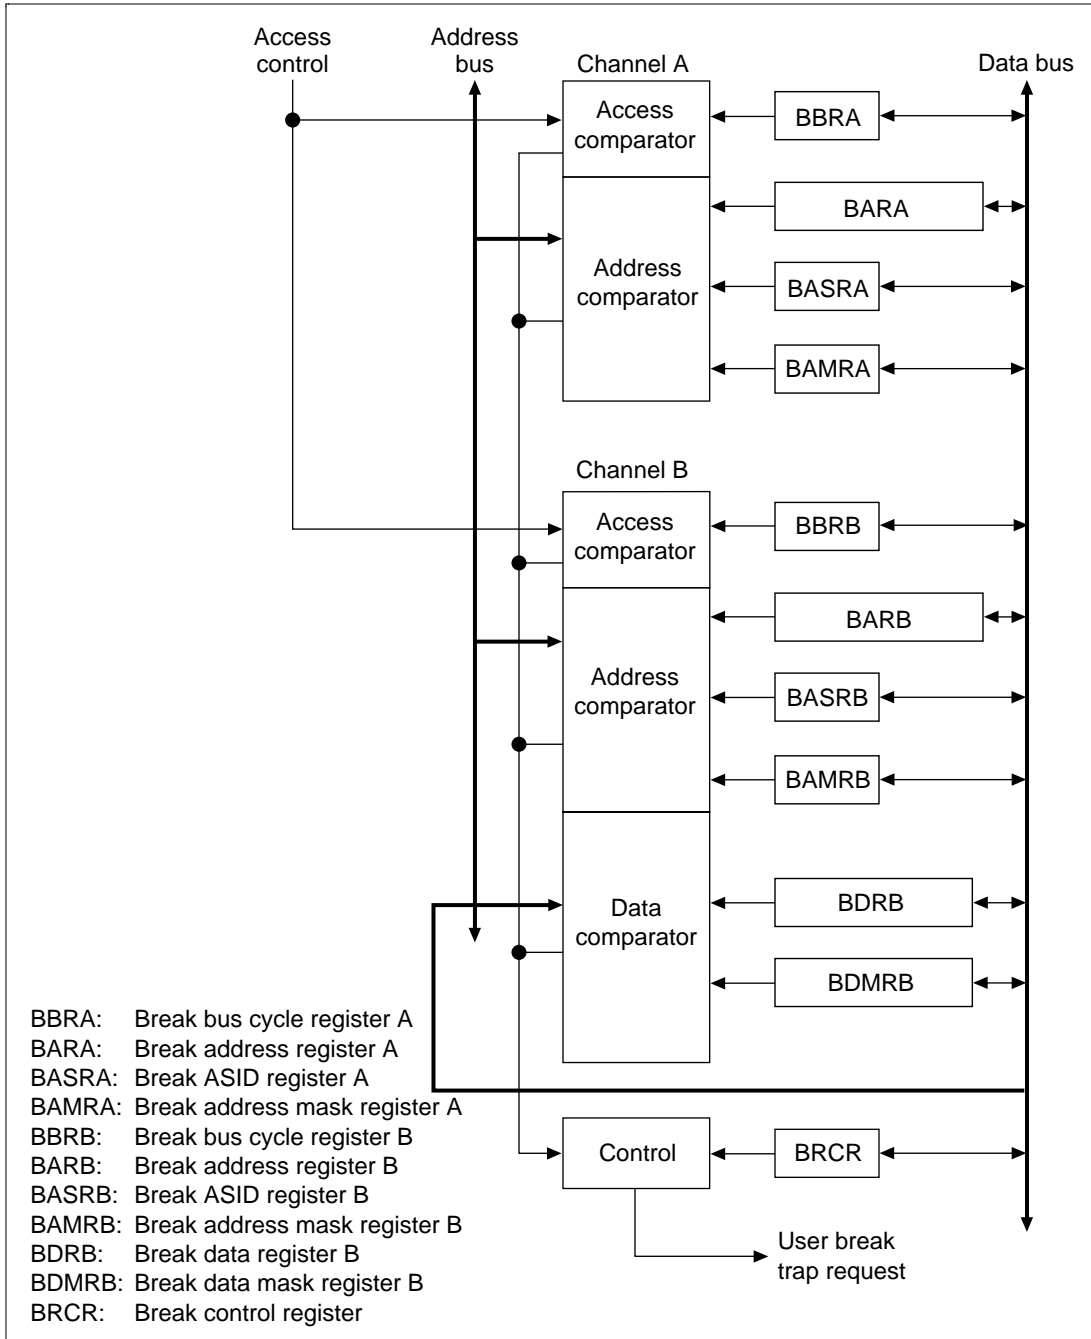 Access
control
Address
bus
Channel A
Data bus
Access
comparator
BBRA
BARA
Address
comparator
BASRA
BAMRA
Channel B
Access
comparator
BBRB
BARB
Address
comparator
BASRB
BAMRB
Data
comparator
BDRB
BDMRB
Control
BRCR
User break
trap request
BBRA: Break bus cycle register A
BARA: Break address register A
BASRA: Break ASID register A
BAMRA: Break address mask register A
BBRB: Break bus cycle register B
BARB: Break address register B
BASRB: Break ASID register B
BAMRB: Break address mask register B
BDRB: Break data register B
BDMRB: Break data mask register B
BRCR: Break control register